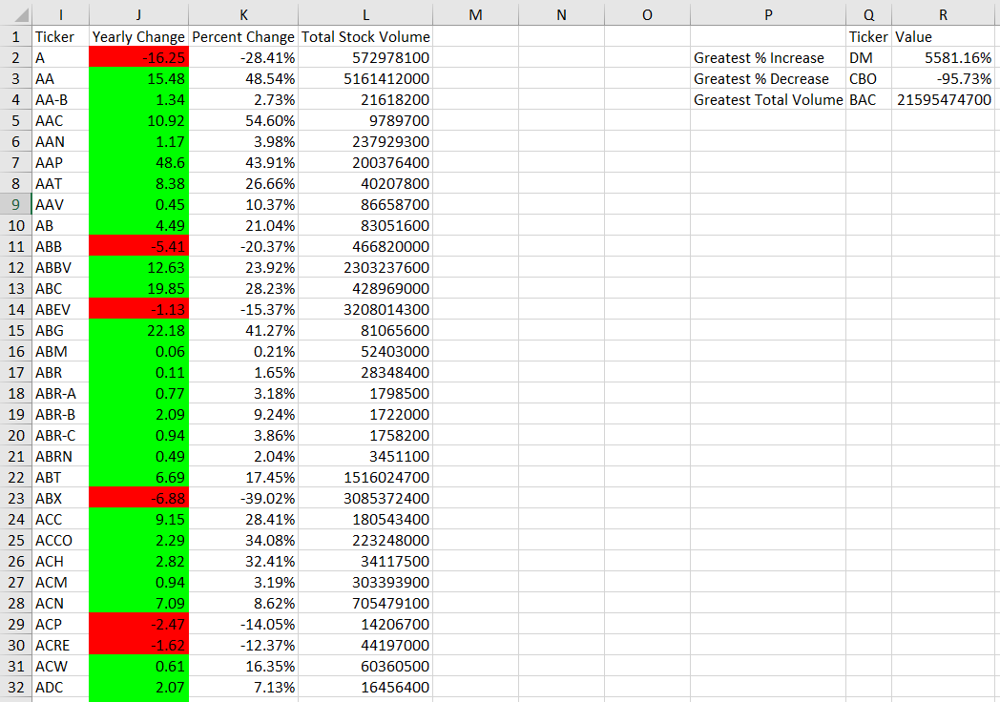 I J K L M N O P Q R
1 Ticker Yearly Change Percent Change Total Stock Volume Ticker Value
2 A -16.25 -28.41% 572978100 Greatest % Increase DM 5581.16%
3 AA 15.48 48.54% 5161412000 Greatest % Decrease CBO -95.73%
4 AA-B 1.34 2.73% 21618200 Greatest Total Volume BAC 21595474700
5 AAC 10.92 54.60% 9789700
6 AAN 1.17 3.98% 237929300
7 AAP 48.6 43.91% 200376400
8 AAT 8.38 26.66% 40207800
9 AAV 0.45 10.37% 86658700
10 AB 4.49 21.04% 83051600
11 ABB -5.41 -20.37% 466820000
12 ABBV 12.63 23.92% 2303237600
13 ABC 19.85 28.23% 428969000
14 ABEV -1.13 -15.37% 3208014300
15 ABG 22.18 41.27% 81065600
16 ABM 0.06 0.21% 52403000
17 ABR 0.11 1.65% 28348400
18 ABR-A 0.77 3.18% 1798500
19 ABR-B 2.09 9.24% 1722000
20 ABR-C 0.94 3.86% 1758200
21 ABRN 0.49 2.04% 3451100
22 ABT 6.69 17.45% 1516024700
23 ABX -6.88 -39.02% 3085372400
24 ACC 9.15 28.41% 180543400
25 ACCO 2.29 34.08% 223248000
26 ACH 2.82 32.41% 34117500
27 ACM 0.94 3.19% 303393900
28 ACN 7.09 8.62% 705479100
29 ACP -2.47 -14.05% 14206700
30 ACRE -1.62 -12.37% 44197000
31 ACW 0.61 16.35% 60360500
32 ADC 2.07 7.13% 16456400